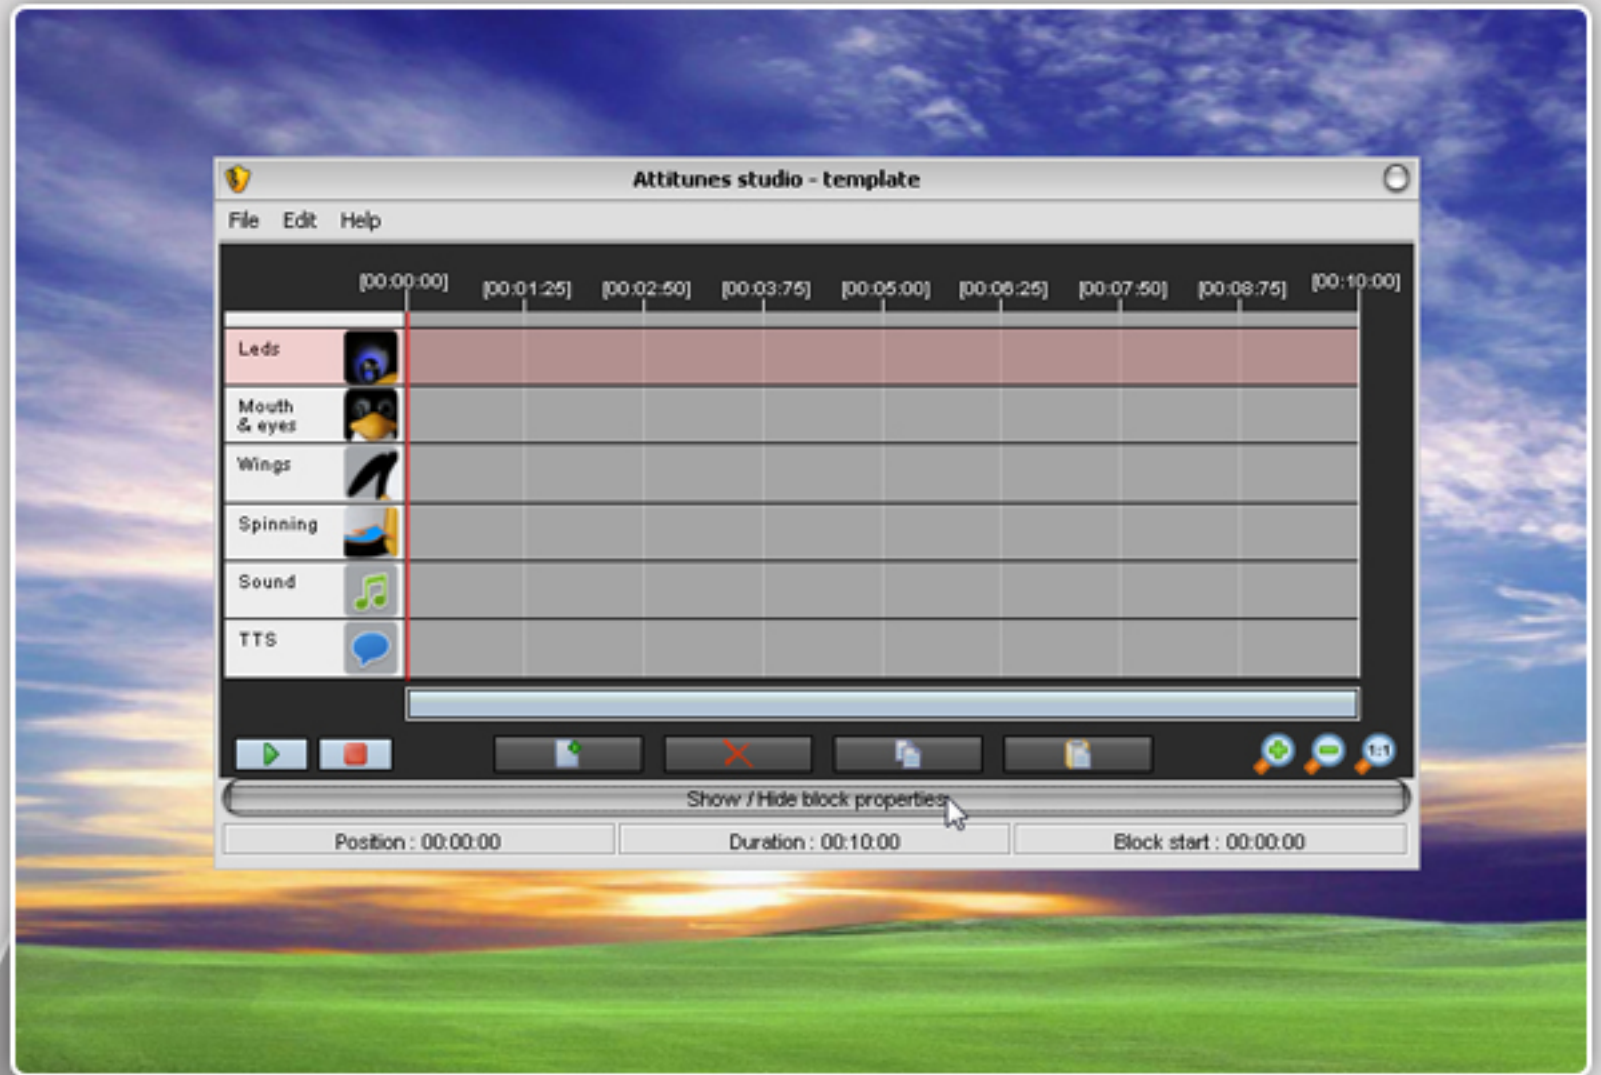 Attitunes studio - template
File Edit Help
[00:00:00] [00:01:25] [00:02:50] [00:03:75] [00:05:00] [00:06:25] [00:07:50] [00:08:75] [00:10:00]
Leds
Mouth
& eyes
Wings
Spinning
Sound
TTS
1:1
Show / Hide block properties
Position : 00:00:00 Duration : 00:10:00 Block start : 00:00:00